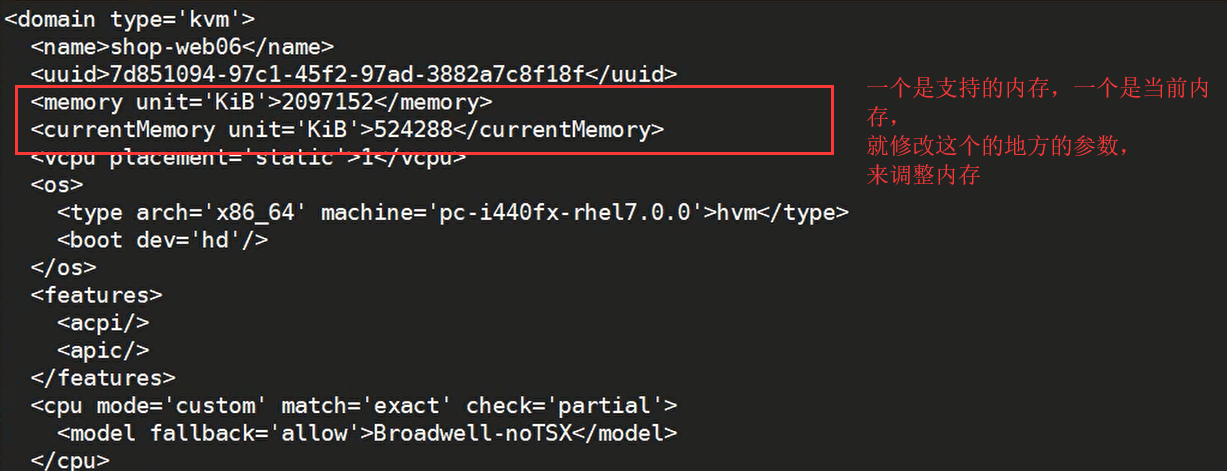 <domain type='kvm'>
<name>shop-web06</name>
<uuid>7d851094-97c1-45f2-97ad-3882a7c8f18f</uuid>
<memory unit='KiB'>2097152</memory>
<currentMemory unit='KiB'>524288</currentMemory>
<vcpu placement='static'>1</vcpu>
<os>
<type arch='x86_64' machine='pc-i440fx-rhel7.0.0'>hvm</type>
<boot dev='hd'/>
</os>
<features>
<acpi/>
<apic/>
</features>
<cpu mode='custom' match='exact' check='partial'>
<model fallback='allow'>Broadwell-noTSX</model>
</cpu>
一个是支持的内存，一个是当前内
存，
就修改这个的地方的参数，
来调整内存